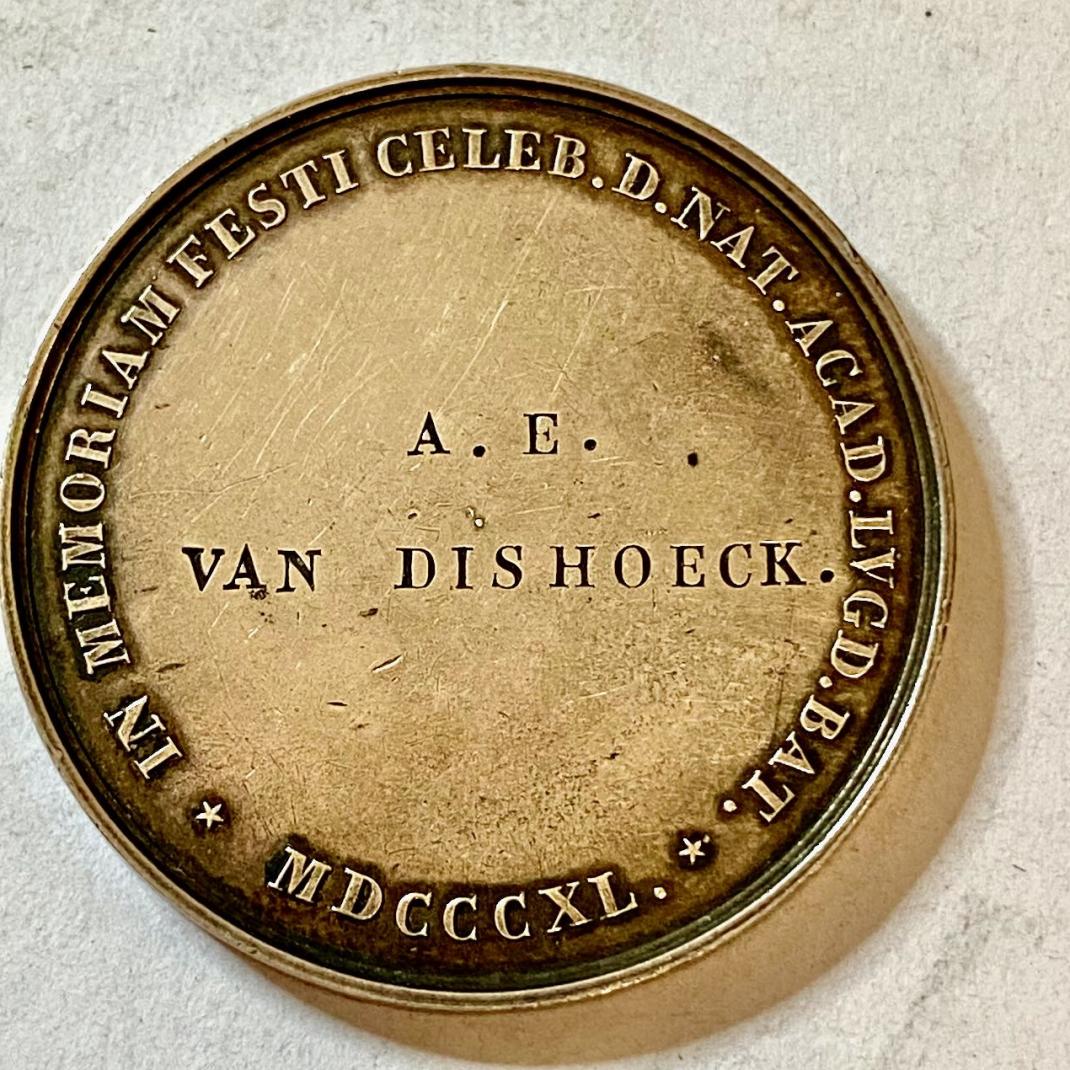 IN MEMORIAM FESTI CELEB. D. NAT. ACAD. LVGD. BAT.
A. E.
VAN DISHOECK.
MDCCCXL.